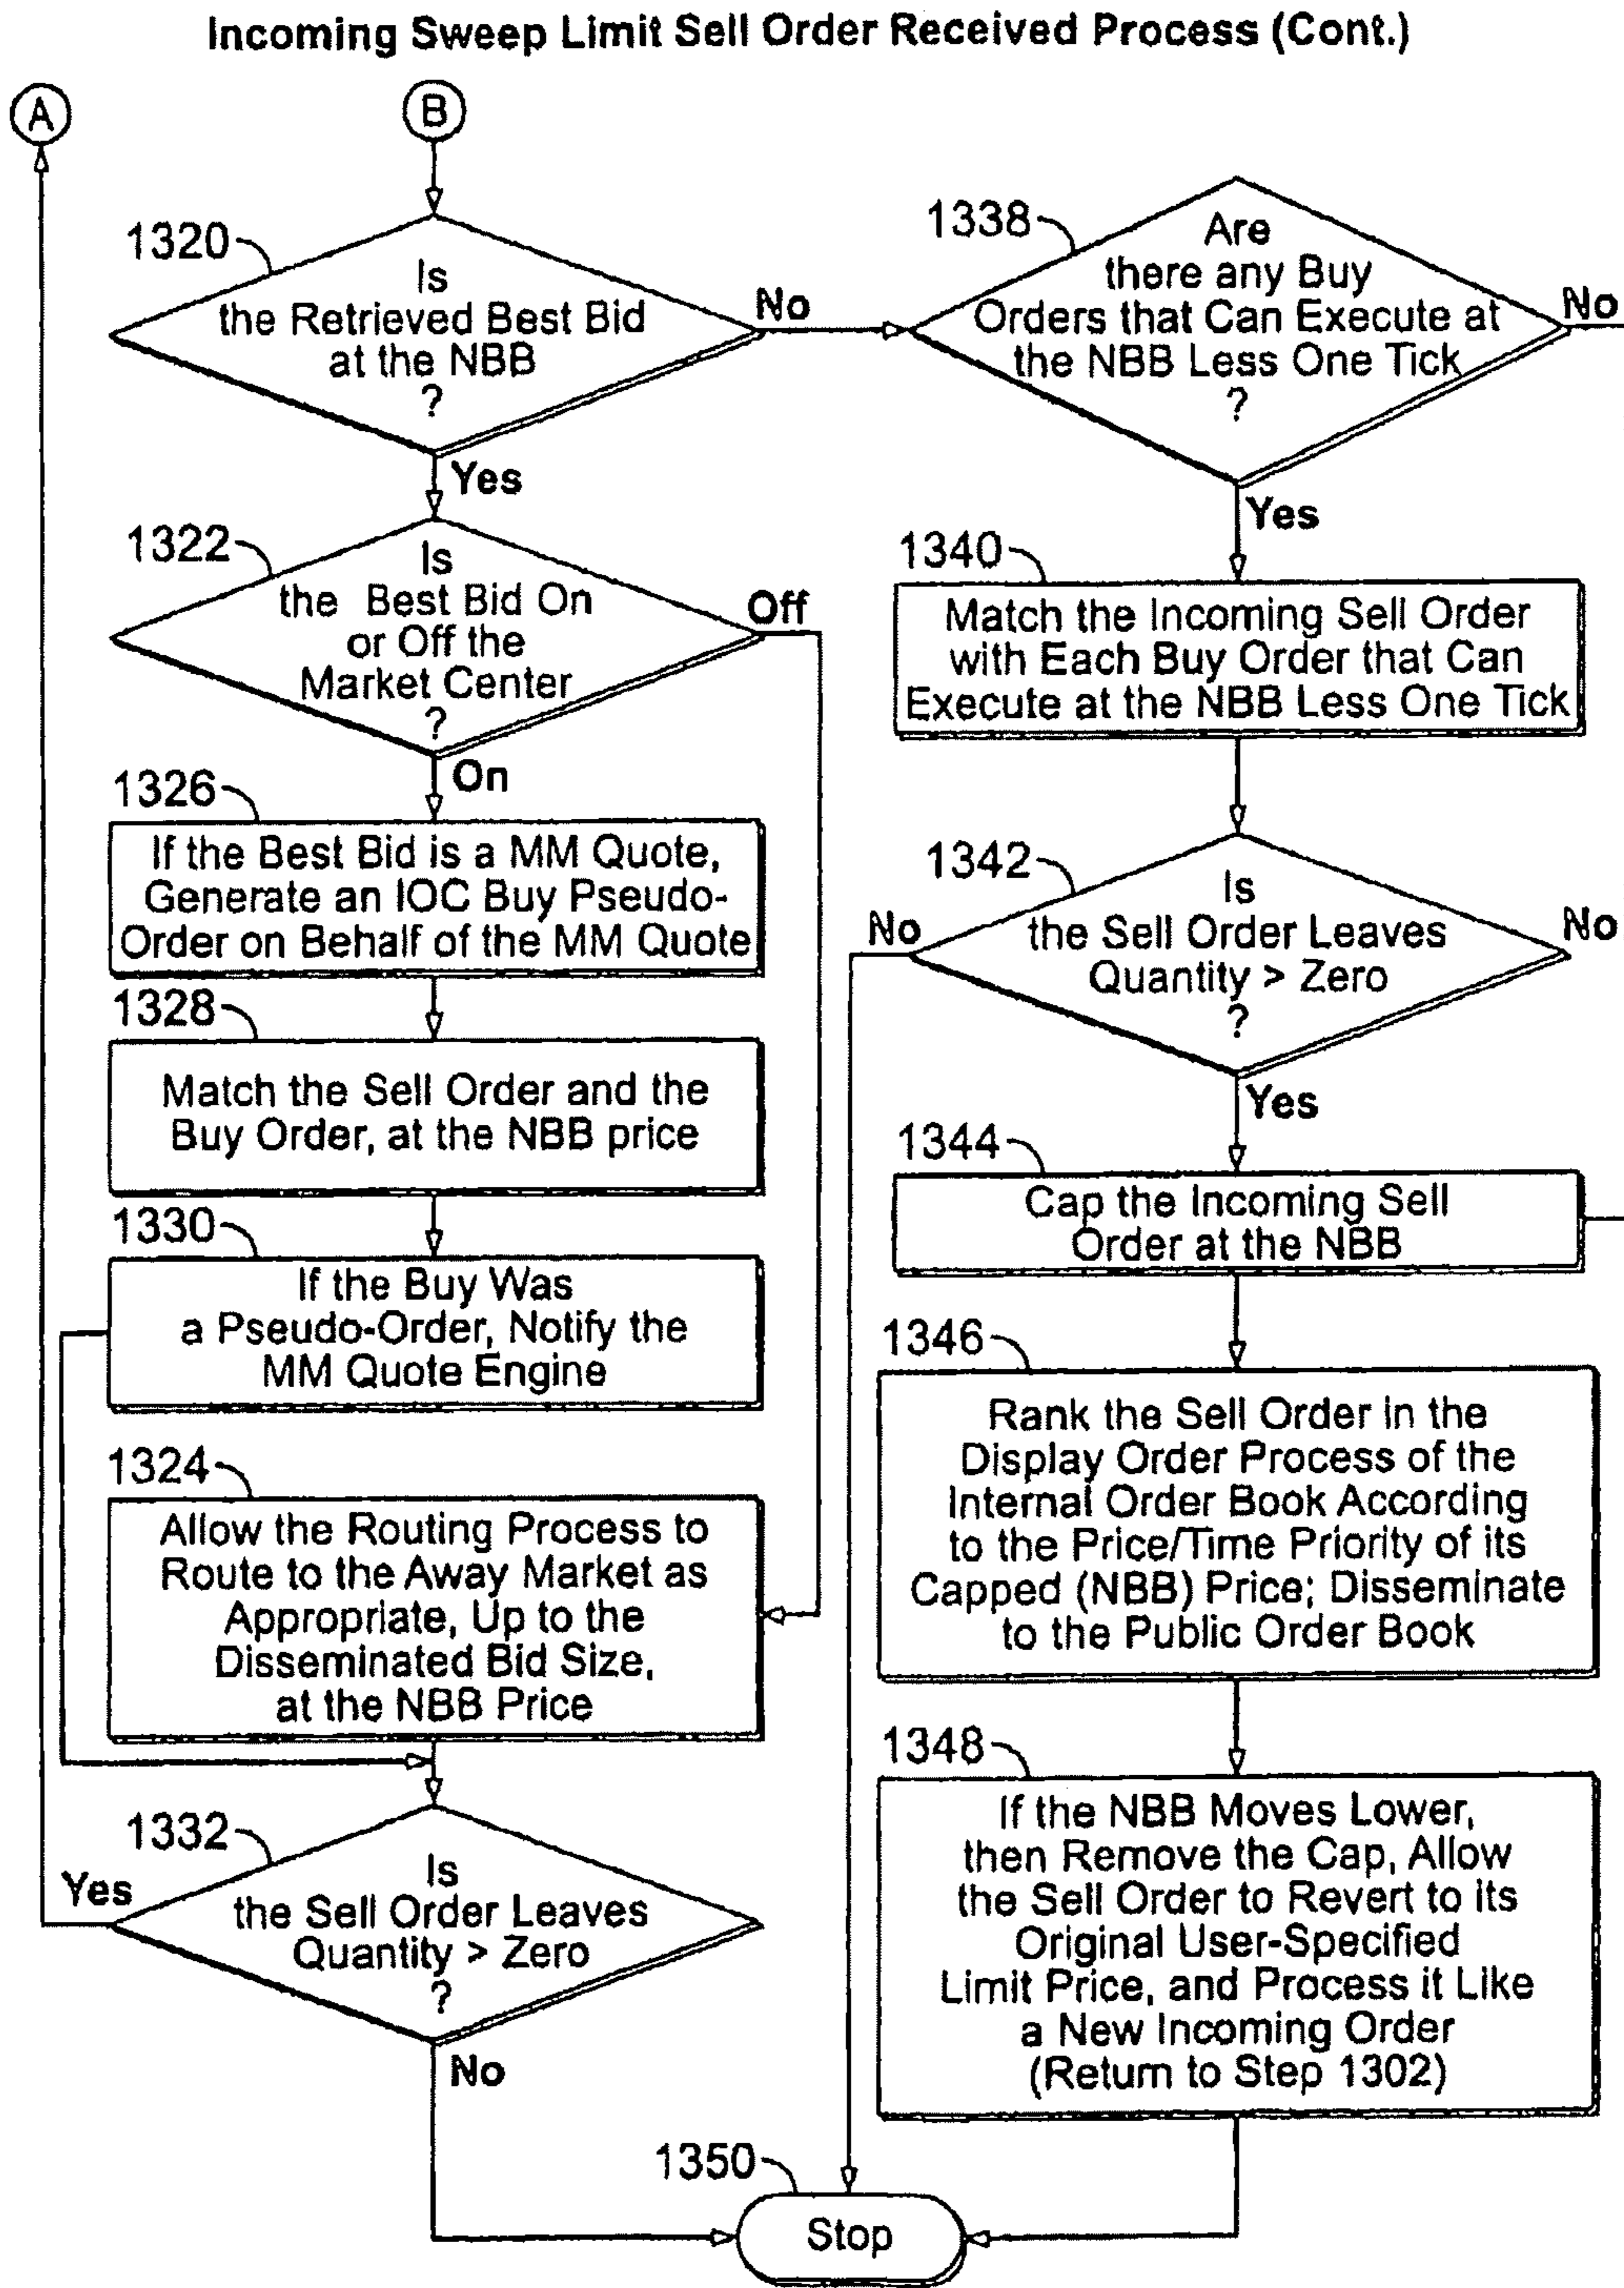 Incoming Sweep Limit Sell Order Received Process (Cont.)
A
B
1320
Is
the Retrieved Best Bid
at the NBB
?
No
Yes
1322
Is
the Best Bid On
or Off the
Market Center
?
Off
On
1326
If the Best Bid is a MM Quote,
Generate an IOC Buy Pseudo-
Order on Behalf of the MM Quote
1328
Match the Sell Order and the
Buy Order, at the NBB price
1330
If the Buy Was
a Pseudo-Order, Notify the
MM Quote Engine
1324
Allow the Routing Process to
Route to the Away Market as
Appropriate, Up to the
Disseminated Bid Size,
at the NBB Price
1332
Is
the Sell Order Leaves
Quantity > Zero
?
Yes
No
1338
Are
there any Buy
Orders that Can Execute at
the NBB Less One Tick
?
No
Yes
1340
Match the Incoming Sell Order
with Each Buy Order that Can
Execute at the NBB Less One Tick
1342
Is
the Sell Order Leaves
Quantity > Zero
?
No
No
Yes
1344
Cap the Incoming Sell
Order at the NBB
1346
Rank the Sell Order in the
Display Order Process of the
Internal Order Book According
to the Price/Time Priority of its
Capped (NBB) Price; Disseminate
to the Public Order Book
1348
If the NBB Moves Lower,
then Remove the Cap, Allow
the Sell Order to Revert to its
Original User-Specified
Limit Price, and Process it Like
a New Incoming Order
(Return to Step 1302)
1350
Stop